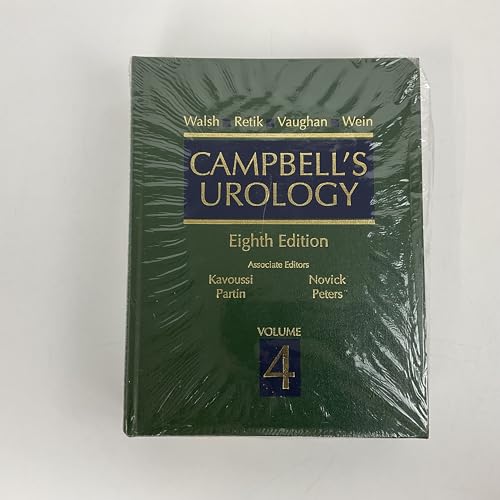 Walsh Retik Vaughan Wein
CAMPBELL'S
UROLOGY
Eighth Edition
Associate Editors
Kavoussi Novick
Partin Peters
VOLUME
4